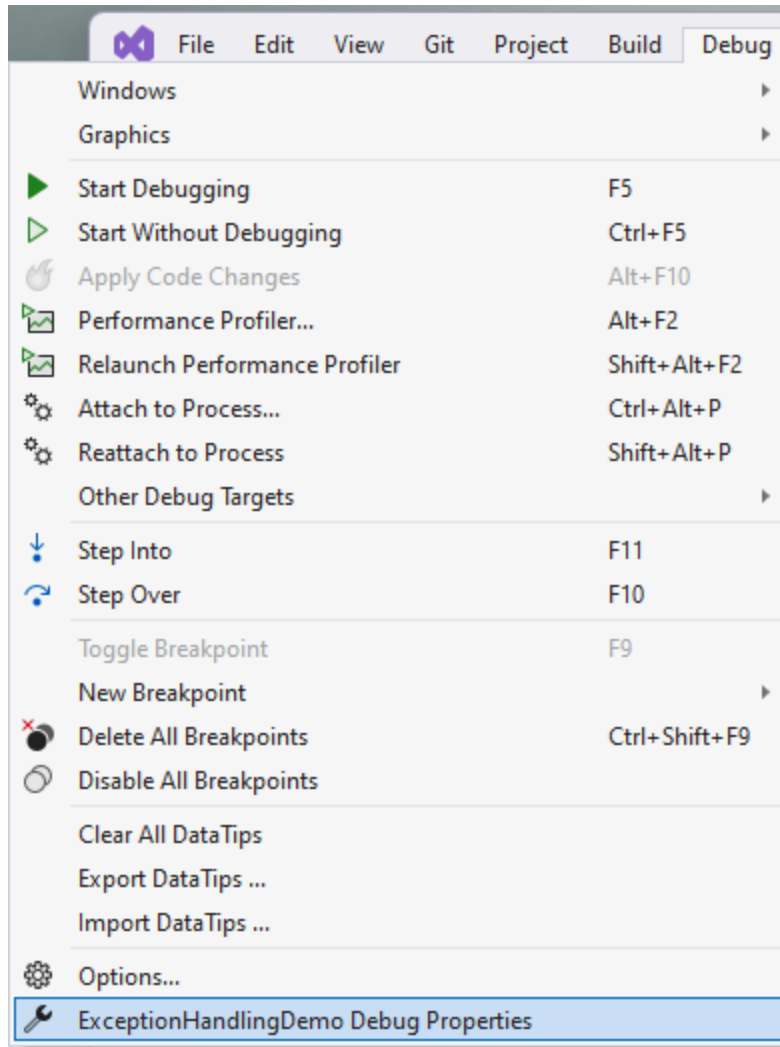 File Edit View Git Project Build Debug
Windows
Graphics
Start Debugging F5
Start Without Debugging Ctrl+F5
Apply Code Changes Alt+F10
Performance Profiler... Alt+F2
Relaunch Performance Profiler Shift+Alt+F2
Attach to Process... Ctrl+Alt+P
Reattach to Process Shift+Alt+P
Other Debug Targets
Step Into F11
Step Over F10
Toggle Breakpoint F9
New Breakpoint
Delete All Breakpoints Ctrl+Shift+F9
Disable All Breakpoints
Clear All DataTips
Export DataTips ...
Import DataTips ...
Options...
ExceptionHandlingDemo Debug Properties